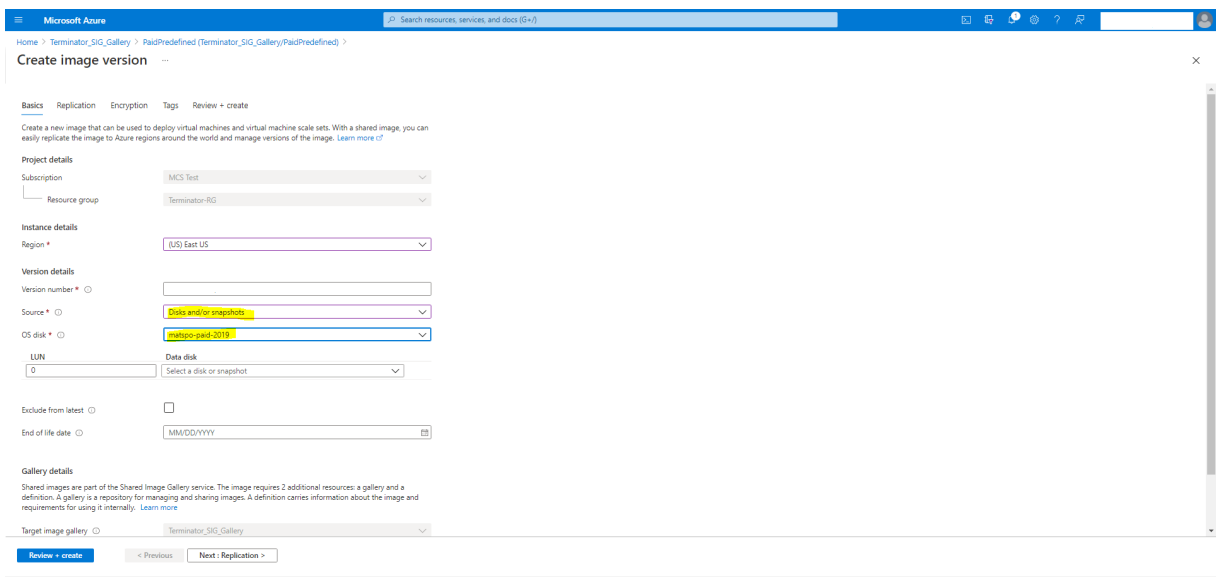 Microsoft Azure
Search resources, services, and docs (G+/)
1
Home > Terminator_SIG_Gallery > PaidPredefined (Terminator_SIG_Gallery/PaidPredefined) >
Create image version ...
Basics Replication Encryption Tags Review + create
Create a new image that can be used to deploy virtual machines and virtual machine scale sets. With a shared image, you can
easily replicate the image to Azure regions around the world and manage versions of the image. Learn more
Project details
Subscription MCS Test
Resource group Terminator-RG
Instance details
Region * (US) East US
Version details
Version number *
Source * Disks and/or snapshots
OS disk * matspo-paid-2019
LUN Data disk
0 Select a disk or snapshot
Exclude from latest
End of life date MM/DD/YYYY
Gallery details
Shared images are part of the Shared Image Gallery service. The image requires 2 additional resources: a gallery and a
definition. A gallery is a repository for managing and sharing images. A definition carries information about the image and
requirements for using it internally. Learn more
Target image gallery Terminator_SIG_Gallery
Review + create < Previous Next : Replication >